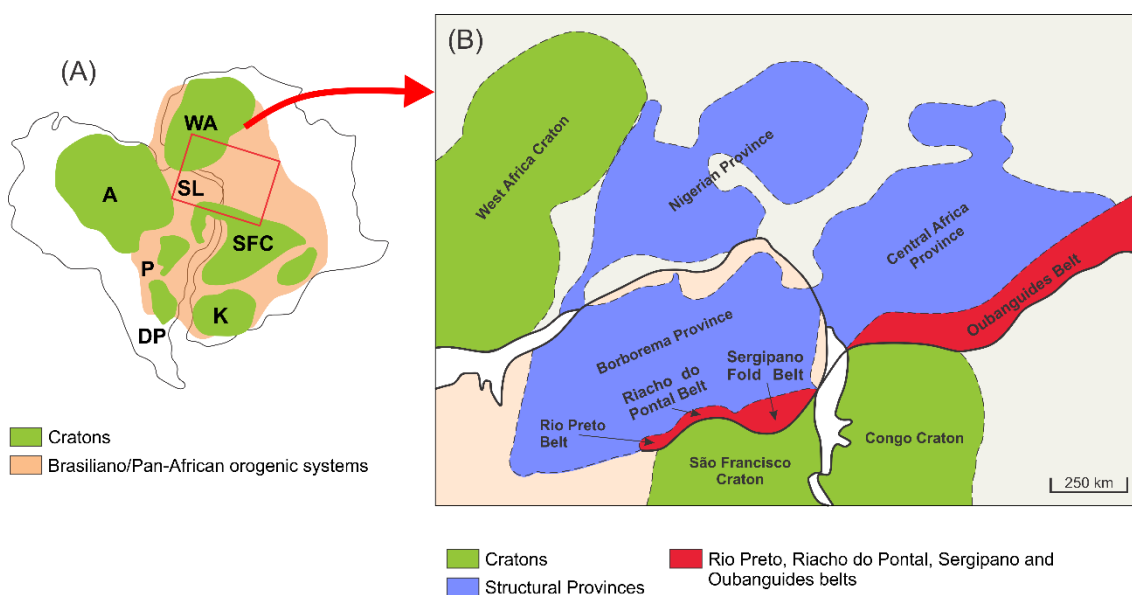 (A)
WA
A
SL
SFC
P
K
DP
Cratons
Brasiliano/Pan-African orogenic systems
(B)
West Africa Craton
Nigerian Province
Central Africa
Province
Oubanguides Belt
Borborema Province
Sergipano
Fold Belt
Riacho do
Pontal Belt
Rio Preto
Belt
São Francisco
Craton
Congo Craton
250 km
Cratons
Structural Provinces
Rio Preto, Riacho do Pontal, Sergipano and
Oubanguides belts